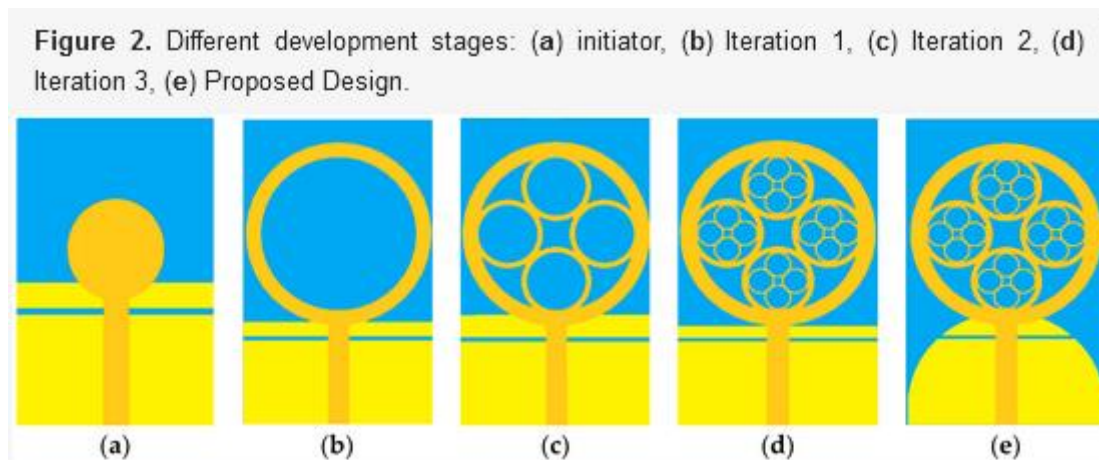 Figure 2. Different development stages: (a) initiator, (b) Iteration 1, (c) Iteration 2, (d)
Iteration 3, (e) Proposed Design.
(a) (b) (c) (d) (e)